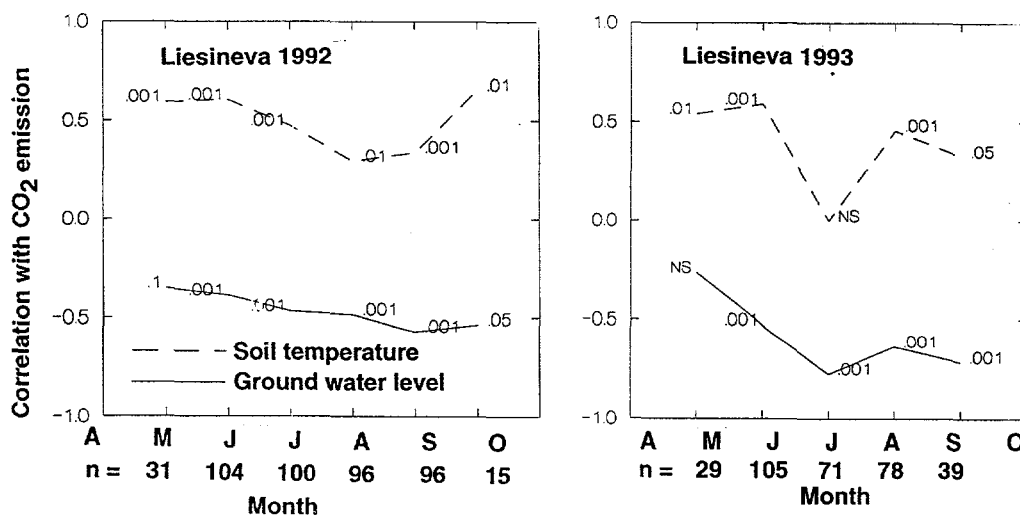 Correlation with CO2 emission
Liesineva 1992
1.0
0.5
0.0
−0.5
−1.0
.001
.001
.001
.01
.001
.01
.1
.001
.001
.001
.001
.05
Soil temperature
Ground water level
A M J J A S O
n = 31 104 100 96 96 15
Month
Liesineva 1993
1.0
0.5
0.0
−0.5
−1.0
.01
.001
NS
.001
.05
NS
.001
.001
.001
.001
A M J J A S O
n = 29 105 71 78 39
Month